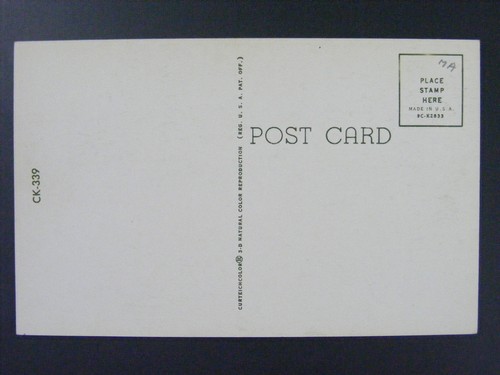 CK-339
CURTEICHCOLOR® 3-D NATURAL COLOR REPRODUCTION (REG. U. S. A. PAT. OFF.)
POST CARD
MA
PLACE
STAMP
HERE
MADE IN U.S.A.